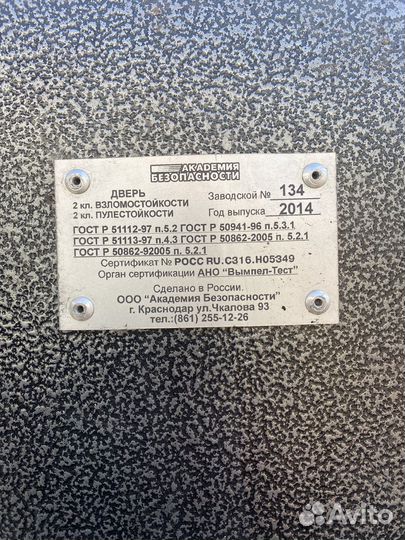 АКАДЕМИЯ
БЕЗОПАСНОСТИ
ДВЕРЬ
2 кл. ВЗЛОМОСТОЙКОСТИ
2 кл. ПУЛЕСТОЙКОСТИ
Заводской № 134
Год выпуска 2014
ГОСТ Р 51112-97 п.5.2 ГОСТ Р 50941-96 п.5.3.1
ГОСТ Р 51113-97 п.4.3 ГОСТ Р 50862-2005 п.5.2.1
ГОСТ Р 50862-92005 п. 5.2.1
Сертификат № РОСС RU.С316.Н05349
Орган сертификации АНО "Вымпел-Тест"
Сделано в России.
ООО "Академия Безопасности"
г. Краснодар ул.Чкалова 93
тел.:(861) 255-12-26
Avito